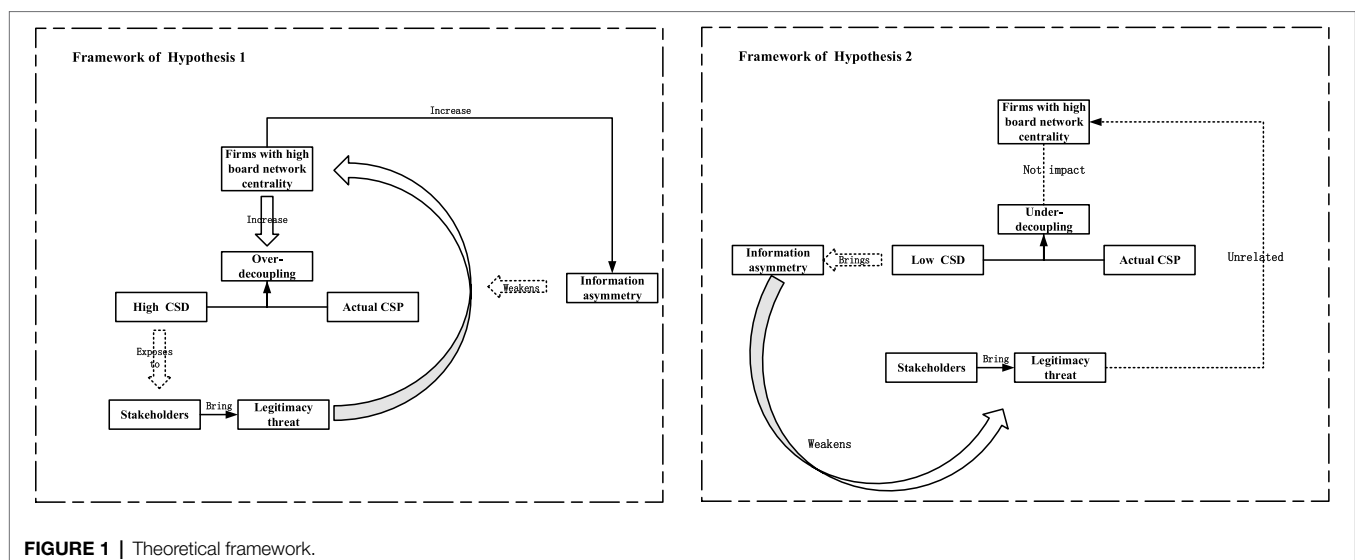 Framework of Hypothesis 1
Increase
Firms with high
board network
centrality
Increase
Over-
decoupling
Weakens
Information
asymmetry
High CSD
Actual CSP
Exposes
to
Stakeholders
Bring
Legitimacy
threat
Framework of Hypothesis 2
Firms with high
board network
centrality
Not impact
Under-
decoupling
Information
asymmetry
Brings
Low CSD
Actual CSP
Unrelated
Stakeholders
Bring
Legitimacy
threat
Weakens
FIGURE 1 | Theoretical framework.